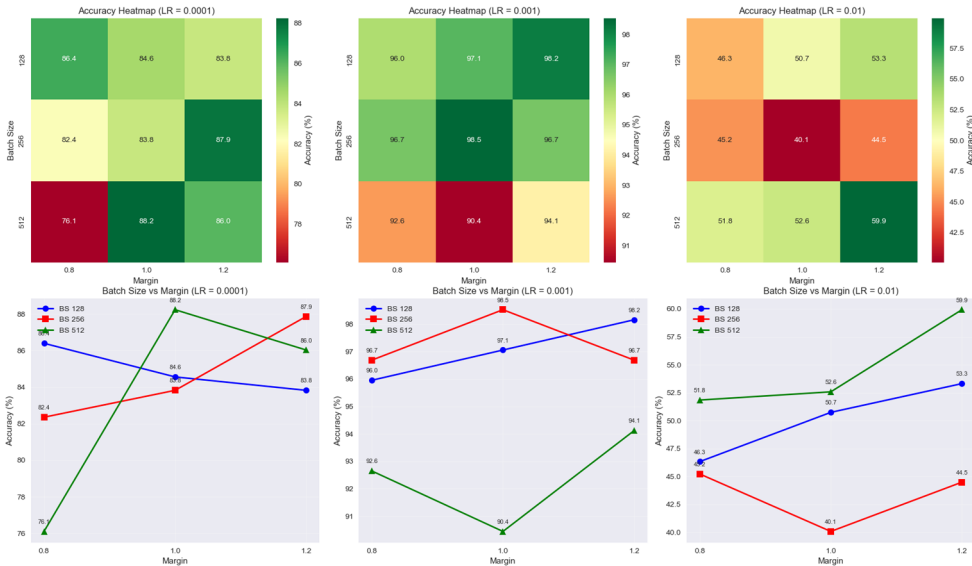 Accuracy Heatmap (LR = 0.0001)
128
256
512
Batch Size
86.4 84.6 83.8
82.4 83.8 87.9
76.1 88.2 86.0
0.8 1.0 1.2
Margin
88
86
84
82
80
78
Accuracy (%)
Accuracy Heatmap (LR = 0.001)
128
256
512
Batch Size
96.0 97.1 98.2
96.7 98.5 96.7
92.6 90.4 94.1
0.8 1.0 1.2
Margin
98
97
96
95
94
93
92
91
Accuracy (%)
Accuracy Heatmap (LR = 0.01)
128
256
512
Batch Size
46.3 50.7 53.3
45.2 40.1 44.5
51.8 52.6 59.9
0.8 1.0 1.2
Margin
57.5
55.0
52.5
50.0
47.5
45.0
42.5
Accuracy (%)
Batch Size vs Margin (LR = 0.0001)
BS 128
BS 256
BS 512
88
86
84
82
80
78
76
Accuracy (%)
84.6 83.8
82.4 87.9
76.1 88.2 86.0
0.8 1.0 1.2
Margin
Batch Size vs Margin (LR = 0.001)
BS 128
BS 256
BS 512
98
97
96
95
94
93
92
91
Accuracy (%)
96.0 97.1 98.2
96.7 98.5 96.7
92.6 90.4 94.1
0.8 1.0 1.2
Margin
Batch Size vs Margin (LR = 0.01)
BS 128
BS 256
BS 512
60.0
57.5
55.0
52.5
50.0
47.5
45.0
42.5
40.0
Accuracy (%)
46.3 50.7 53.3
40.1 44.5
51.8 52.6 59.9
0.8 1.0 1.2
Margin